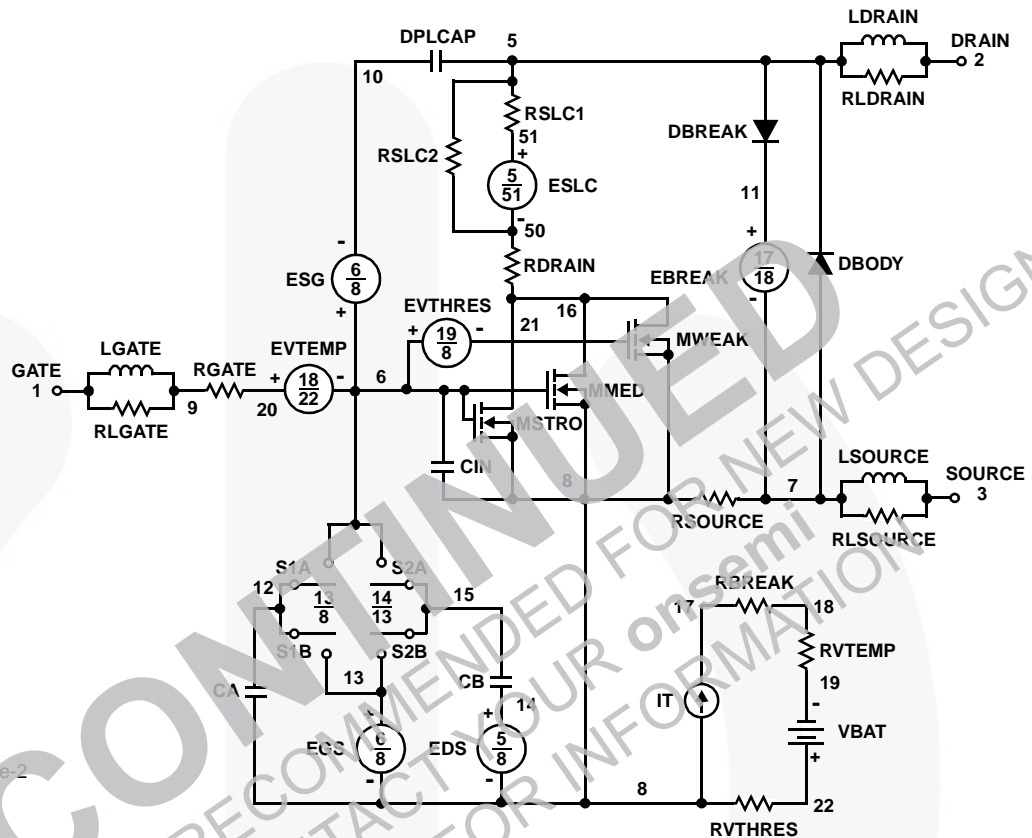 LDRAIN
DPLCAP 5 DRAIN
2
10
RLDRAIN
RSLC1
51
+
RSLC2
5
51
ESLC
-
50
DBREAK
11
+
17
18
EBREAK
-
DBODY
RDRAIN
-
ESG
6
8
+
EVTHRES
+
19
8
-
21
16
MWEAK
LGATE
GATE
1
RLGATE
9
RGATE
20
EVTEMP
+
18
22
-
6
MMED
MSTRO
CIN
8
RSOURCE
7
LSOURCE
SOURCE
3
RLSOURCE
S1A
S2A
12
13
8
14
13
15
S1B
S2B
13
CA
CB
14
+
EGS
6
8
-
+
EDS
5
8
-
RBREAK
17
18
RVTEMP
19
-
IT
VBAT
+
8
22
RVTHRES
e-2
CONTINUED
RECOMMENDED FOR NEW DESIGN
CONTACT YOUR onsemi
FOR INFORMATION